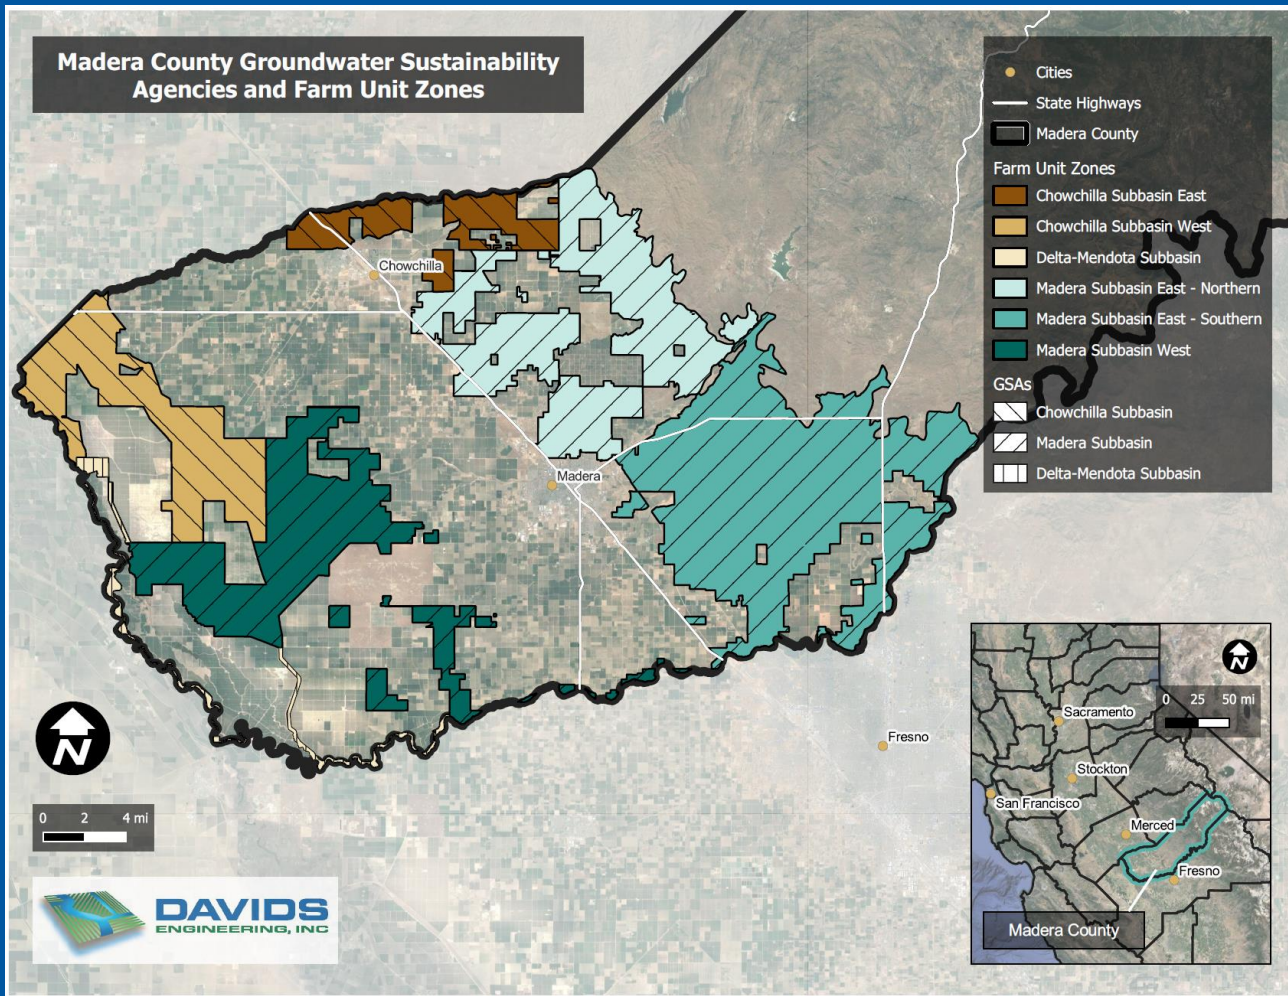 Madera County Groundwater Sustainability
Agencies and Farm Unit Zones
Cities
State Highways
Madera County
Farm Unit Zones
Chowchilla Subbasin East
Chowchilla Subbasin West
Delta-Mendota Subbasin
Madera Subbasin East - Northern
Madera Subbasin East - Southern
Madera Subbasin West
GSAs
Chowchilla Subbasin
Madera Subbasin
Delta-Mendota Subbasin
Chowchilla
Madera
Fresno
N
0 2 4 mi
DAVIDS
ENGINEERING, INC
N
0 25 50 mi
Sacramento
Stockton
San Francisco
Merced
Fresno
Madera County